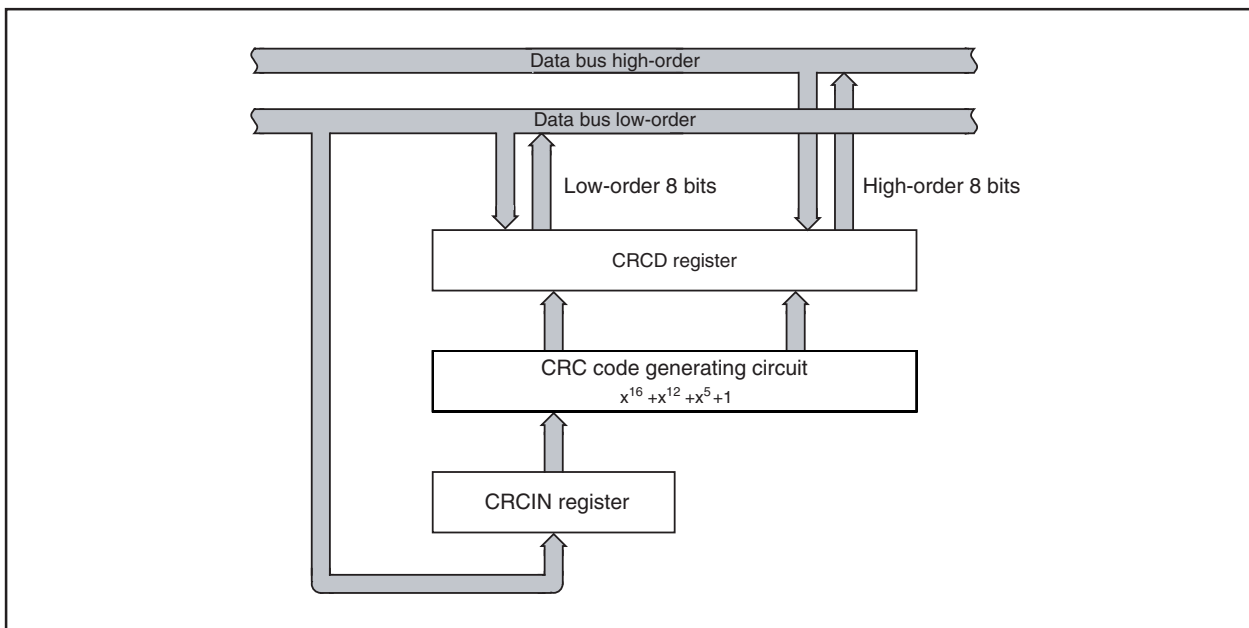 Data bus high-order
Data bus low-order
Low-order 8 bits
High-order 8 bits
CRCD register
CRC code generating circuit
x¹⁶ +x¹² +x⁵ +1
CRCIN register